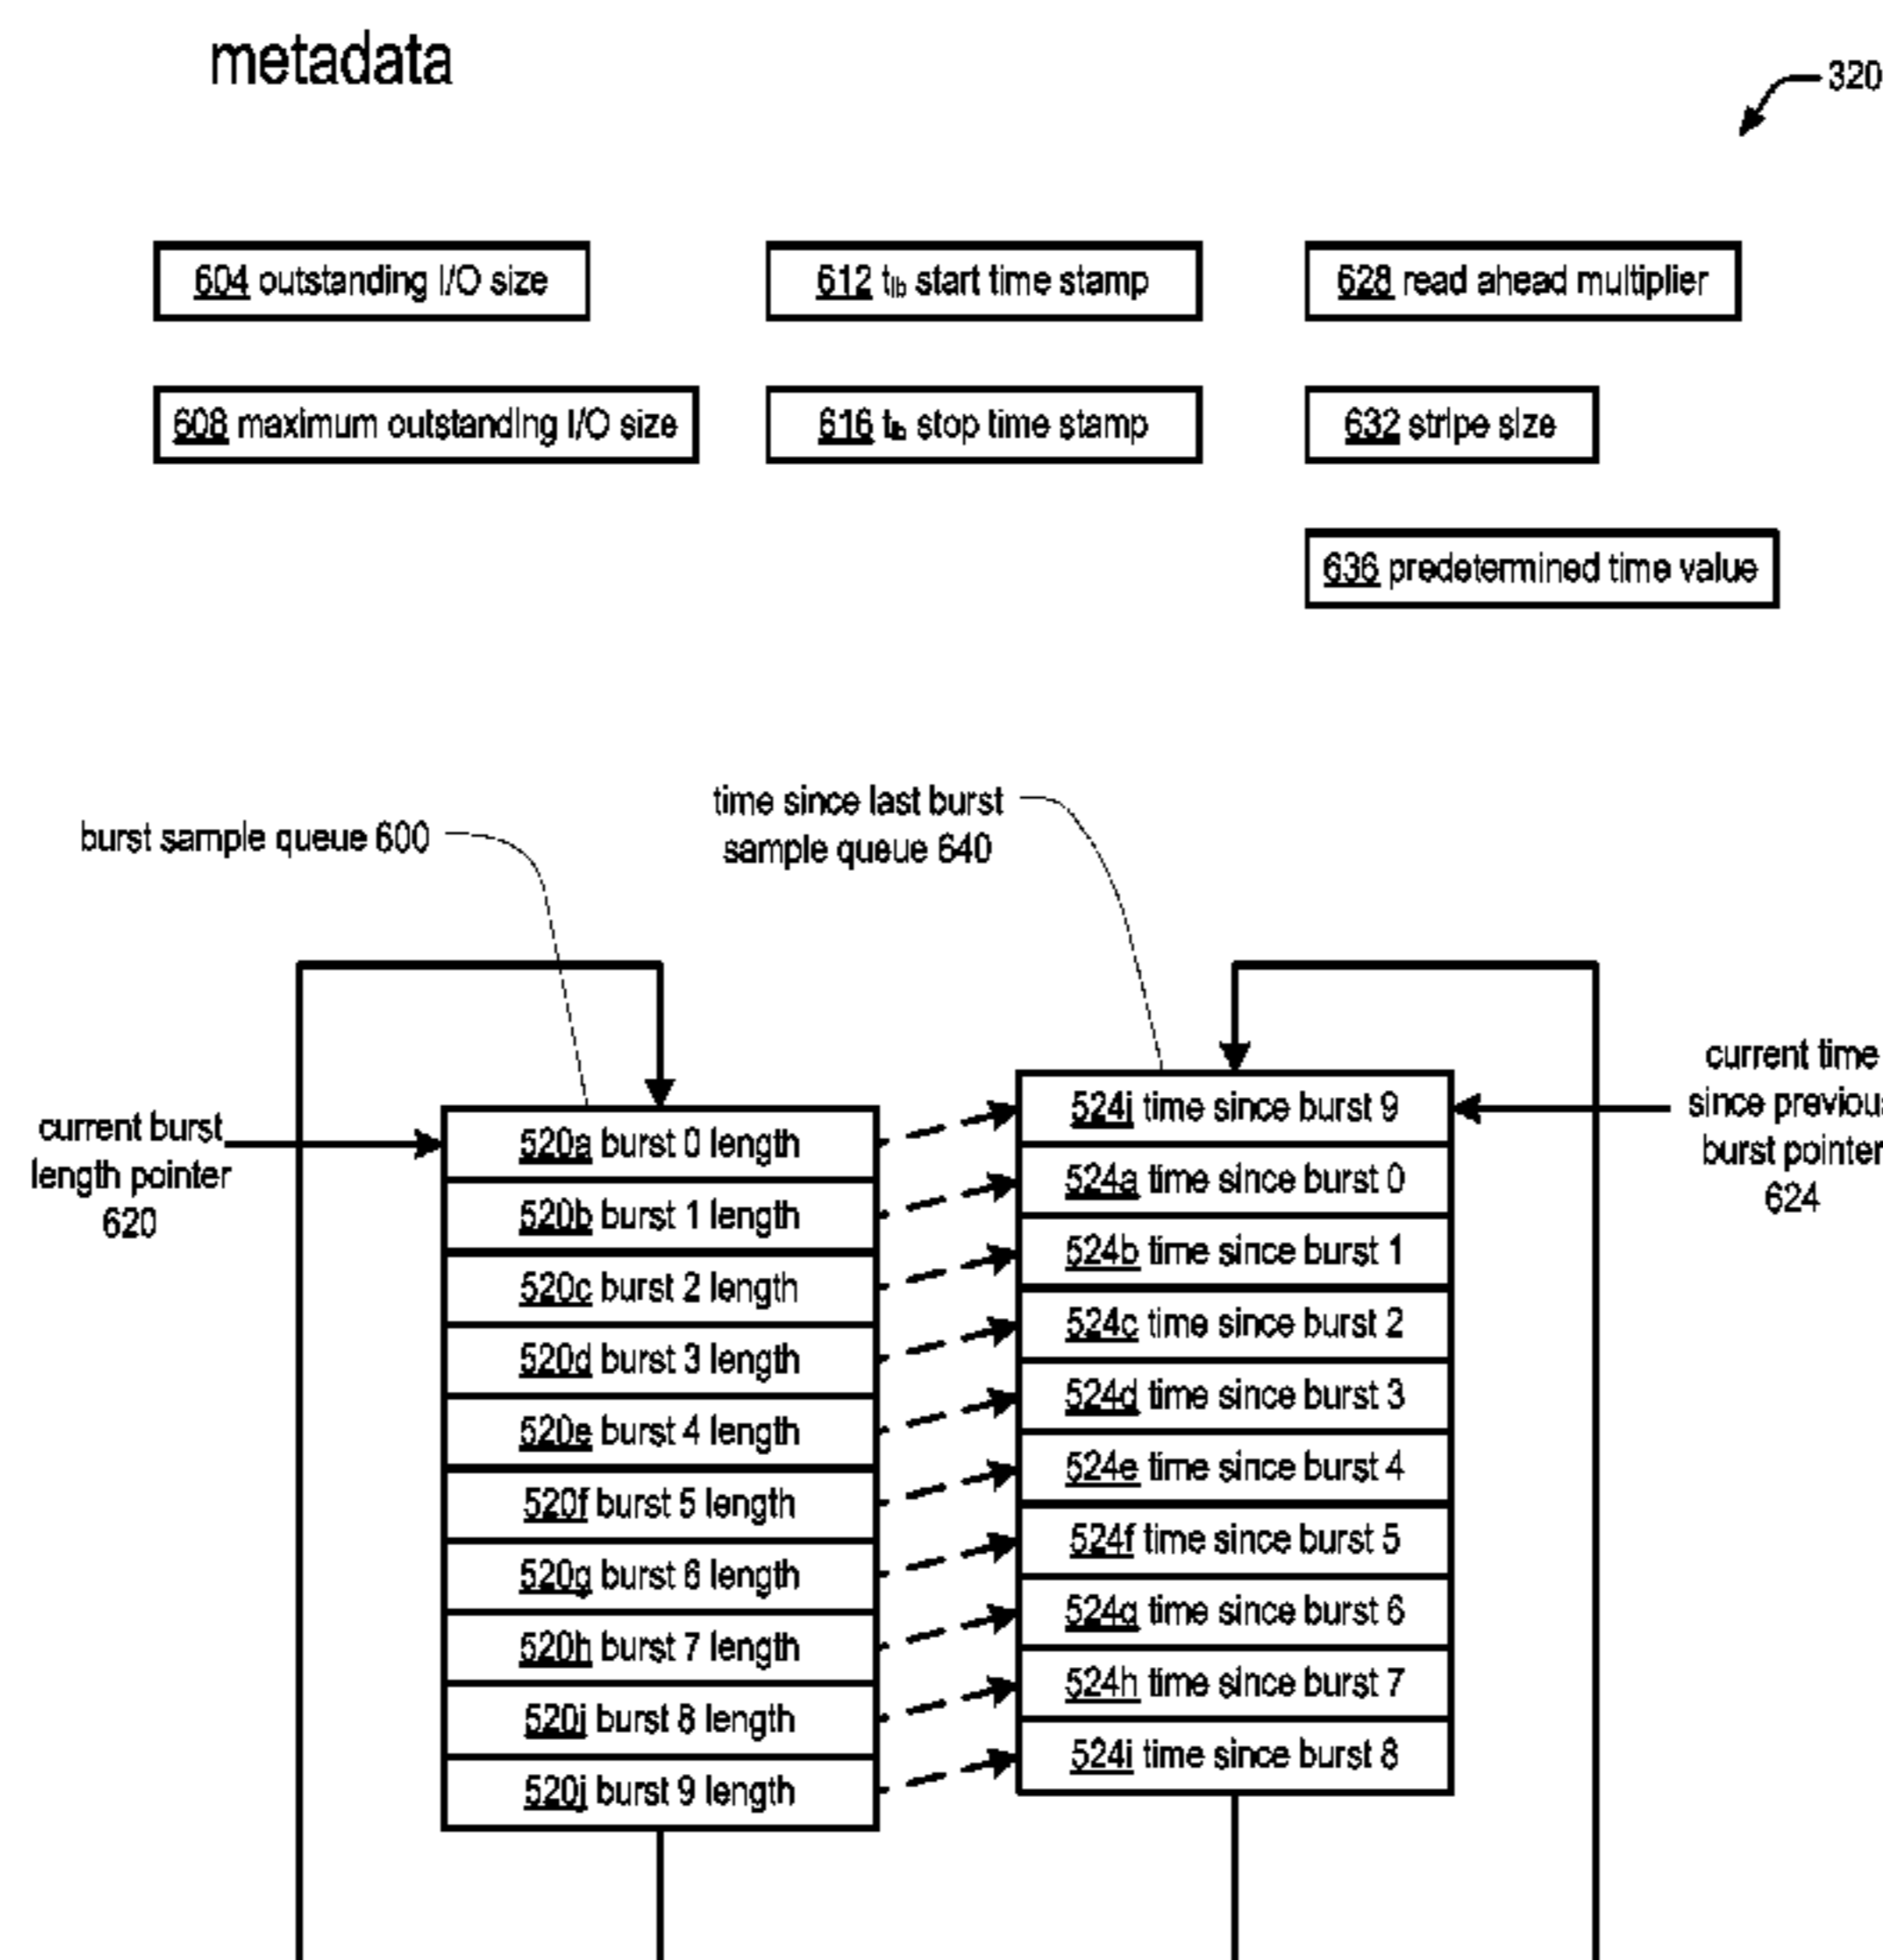 metadata
320
604 outstanding I/O size
612 tib start time stamp
628 read ahead multiplier
608 maximum outstanding I/O size
616 tib stop time stamp
632 stripe size
636 predetermined time value
burst sample queue 600
time since last burst
sample queue 640
current burst
length pointer
620
current time
since previous
burst pointer
624
520a burst 0 length
520b burst 1 length
520c burst 2 length
520d burst 3 length
520e burst 4 length
520f burst 5 length
520g burst 6 length
520h burst 7 length
520i burst 8 length
520j burst 9 length
524j time since burst 9
524a time since burst 0
524b time since burst 1
524c time since burst 2
524d time since burst 3
524e time since burst 4
524f time since burst 5
524g time since burst 6
524h time since burst 7
524i time since burst 8